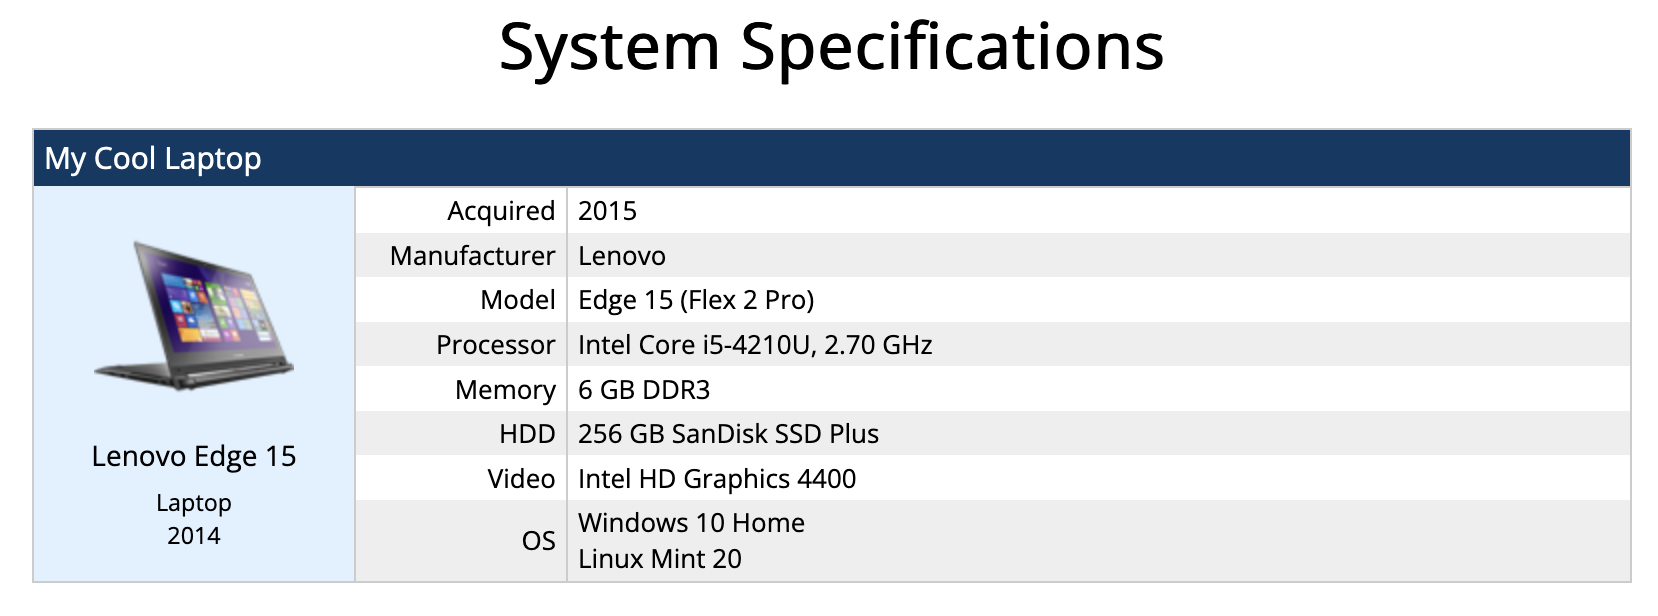 System Specifications
My Cool Laptop
Lenovo Edge 15
Laptop
2014
Acquired 2015
Manufacturer Lenovo
Model Edge 15 (Flex 2 Pro)
Processor Intel Core i5-4210U, 2.70 GHz
Memory 6 GB DDR3
HDD 256 GB SanDisk SSD Plus
Video Intel HD Graphics 4400
OS Windows 10 Home
Linux Mint 20